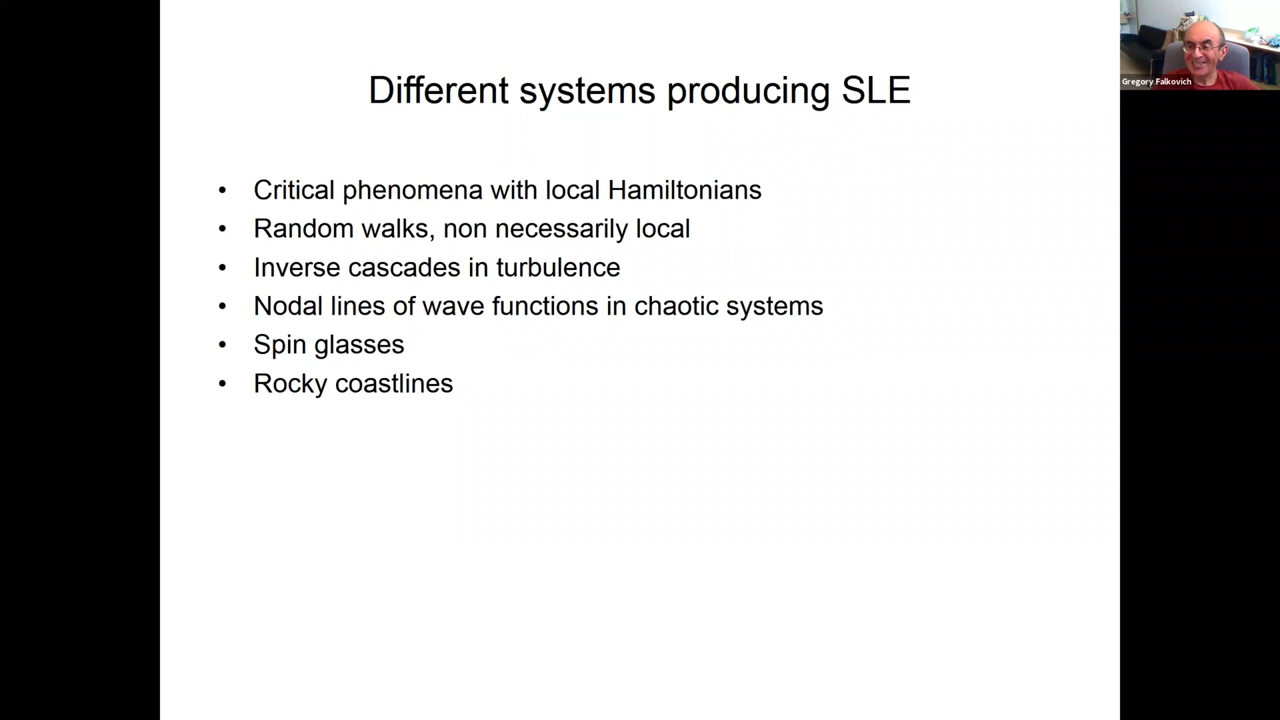 Different systems producing SLE
Gregory Falkovich
• Critical phenomena with local Hamiltonians
• Random walks, non necessarily local
• Inverse cascades in turbulence
• Nodal lines of wave functions in chaotic systems
• Spin glasses
• Rocky coastlines